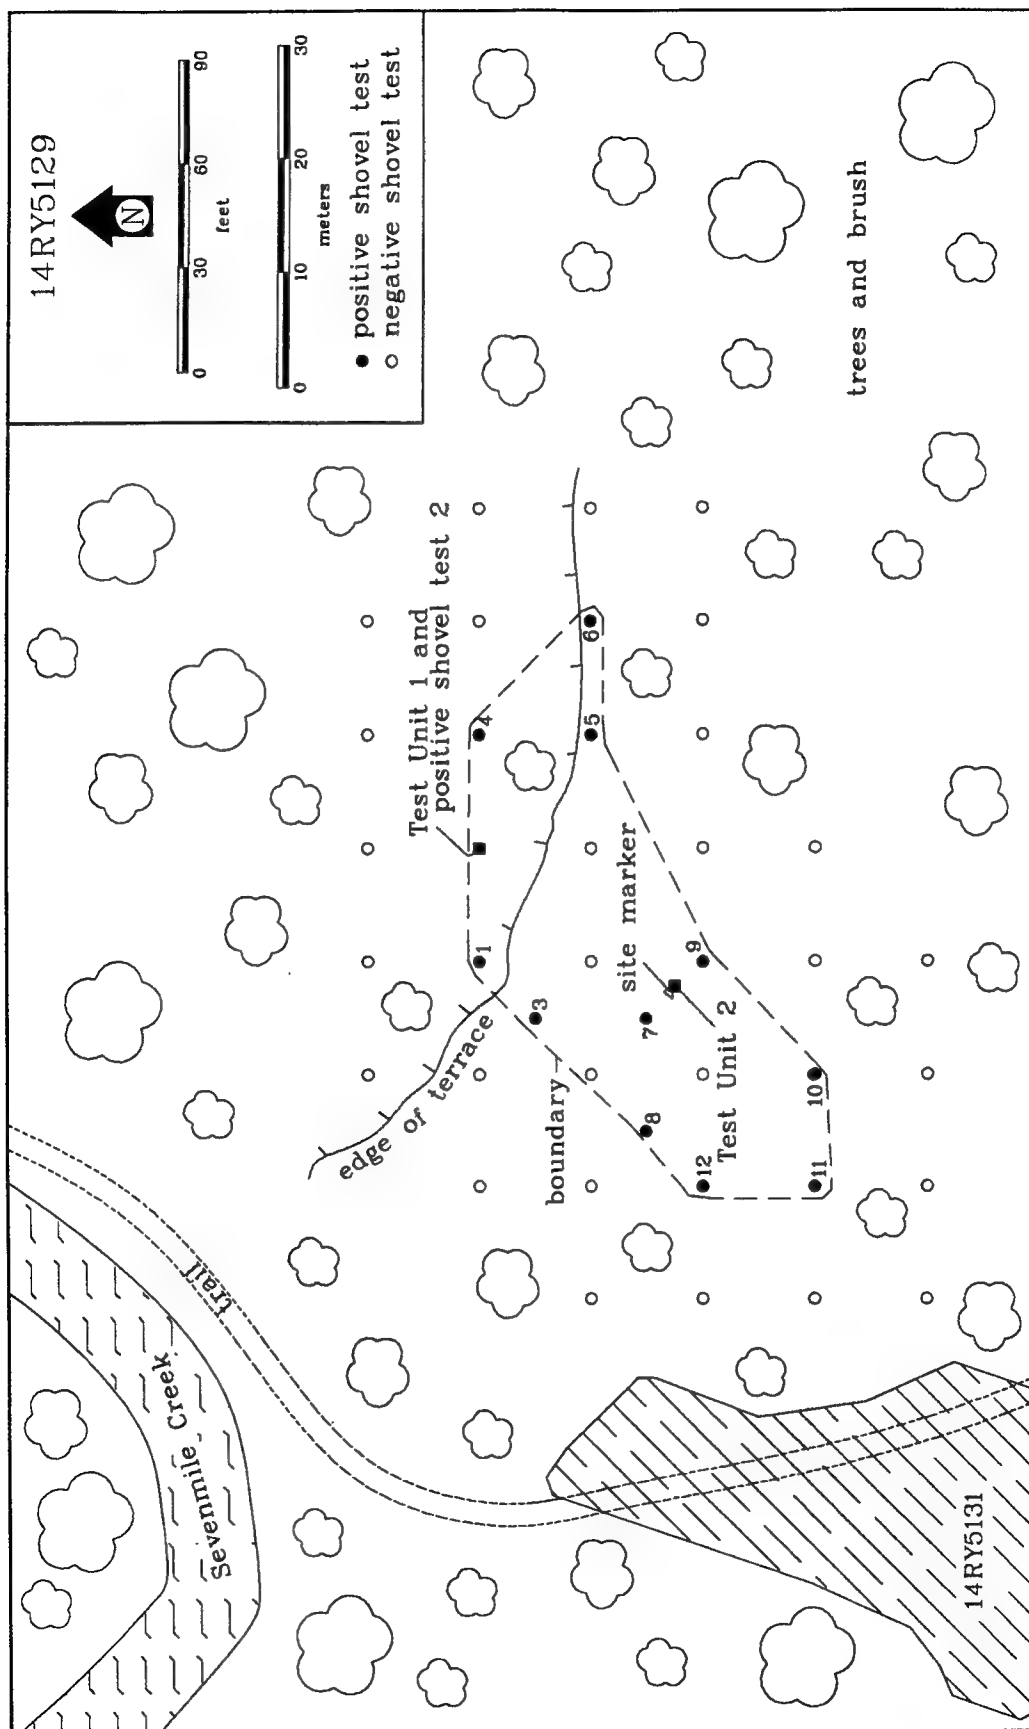 14RY5129
N
0 30 60 90
feet
0 10 20 30
meters
● positive shovel test
○ negative shovel test
Test Unit 1 and
positive shovel test 2
1
4
3
5
6
7
8
9
10
11
12
site marker
Test Unit 2
boundary
edge of terrace
trail
Sevenmile Creek
trees and brush
14RY5131